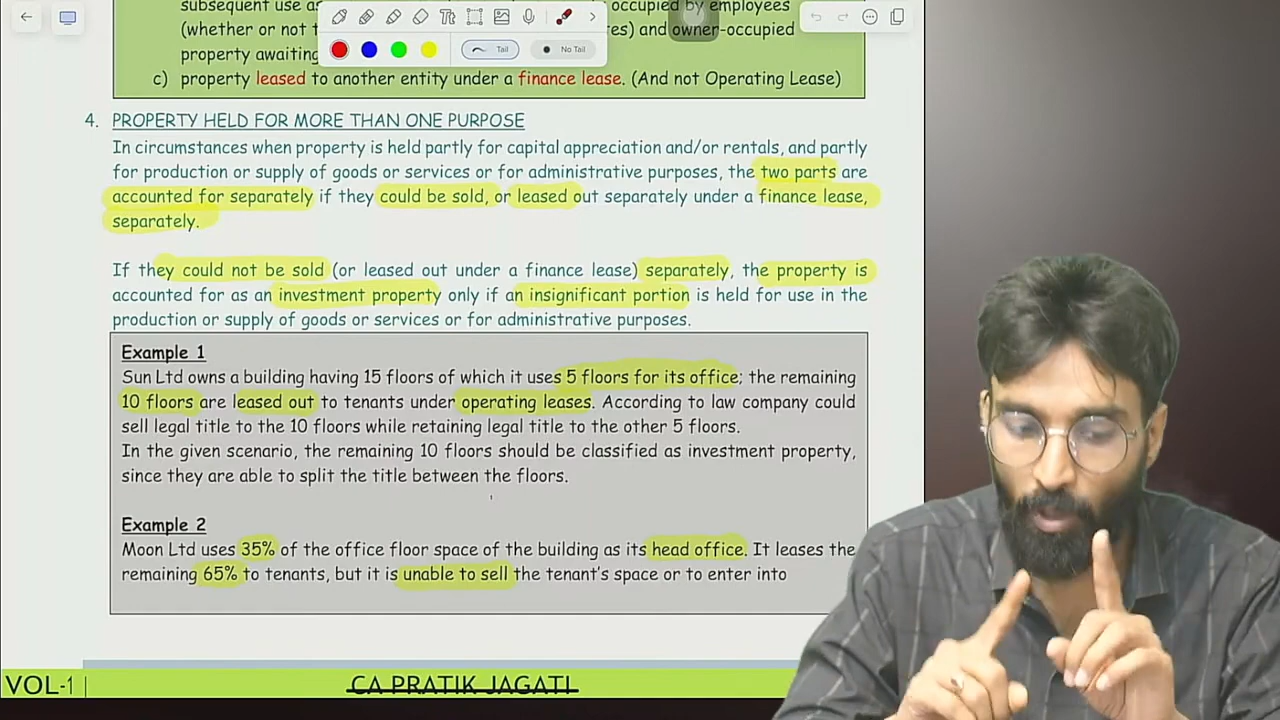 subsequent use as occupied by employees
(whether or not t es) and owner-occupied
property awaiting
c) property leased to another entity under a finance lease. (And not Operating Lease)
Tail
No Tail
4. PROPERTY HELD FOR MORE THAN ONE PURPOSE
In circumstances when property is held partly for capital appreciation and/or rentals, and partly
for production or supply of goods or services or for administrative purposes, the two parts are
accounted for separately if they could be sold, or leased out separately under a finance lease,
separately.
If they could not be sold (or leased out under a finance lease) separately, the property is
accounted for as an investment property only if an insignificant portion is held for use in the
production or supply of goods or services or for administrative purposes.
Example 1
Sun Ltd owns a building having 15 floors of which it uses 5 floors for its office; the remaining
10 floors are leased out to tenants under operating leases. According to law company could
sell legal title to the 10 floors while retaining legal title to the other 5 floors.
In the given scenario, the remaining 10 floors should be classified as investment property,
since they are able to split the title between the floors.
Example 2
Moon Ltd uses 35% of the office floor space of the building as its head office. It leases the
remaining 65% to tenants, but it is unable to sell the tenant's space or to enter into
VOL-1 |
CA PRATIK JAGATI